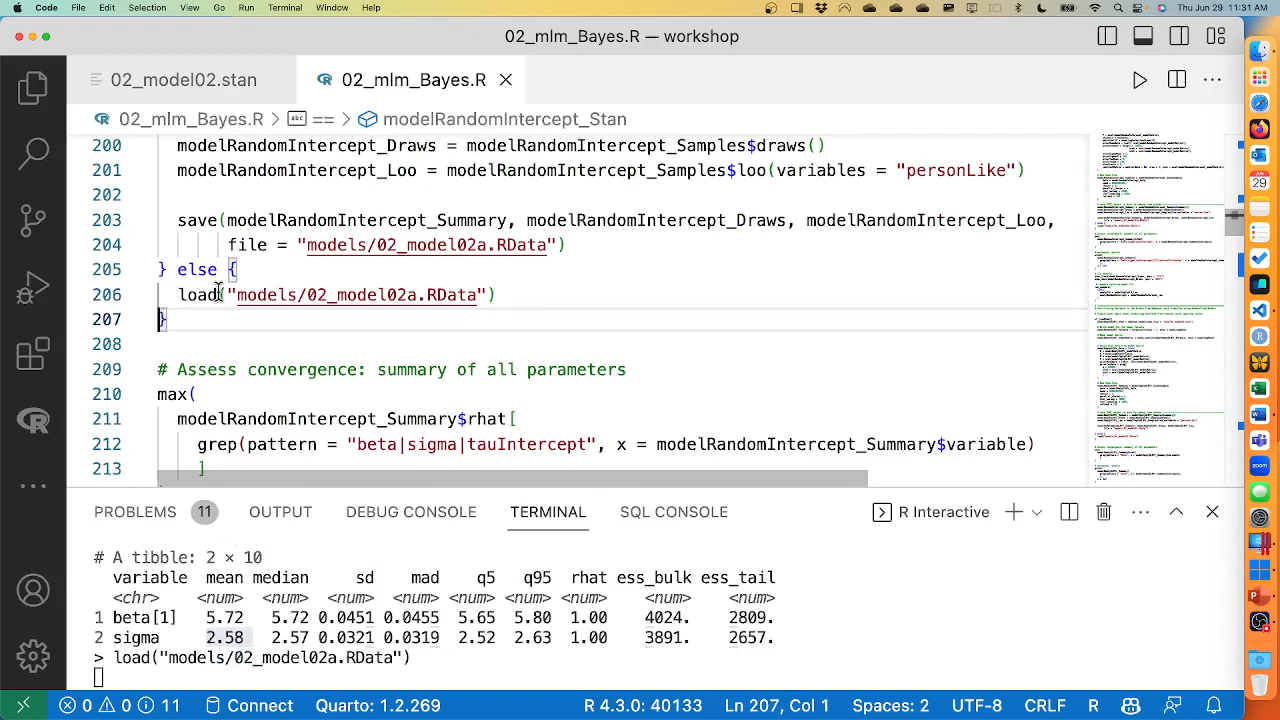 Code File Edit Selection View Go Run Terminal Window Help Thu Jun 29 11:31 AM
02_mlm_Bayes.R — workshop
02_model02.stan
02_mlm_Bayes.R
02_mlm_Bayes.R > abc == > modelRandomIntercept_Stan
200 modelRandomIntercept_Draws = modelRandomIntercept_Samples$draws()
201 modelRandomIntercept_Loo = modelRandomIntercept_Samples$loo(variables = "personLike")
202
203 save(modelRandomIntercept_Summary, modelRandomIntercept_Draws, modelRandomIntercept_Loo,
204 file = "models/02_model02a.RData")
205 } else {
206 load("models/02_model02a.RData")
207 }
208
209 # Assess convergence: summary of all parameters
210 max(
211 modelRandomIntercept_Summary$rhat[
212 grep(pattern = "beta|sigma|tauIntercept", x = modelRandomIntercept_Summary$variable)
213 ]
PROBLEMS 11 OUTPUT DEBUG CONSOLE TERMINAL SQL CONSOLE R Interactive
# A tibble: 2 × 10
variable mean median sd mad q5 q95 rhat ess_bulk ess_tail
<chr> <num> <num> <num> <num> <num> <num> <num> <num> <num>
1 beta[1] 5.72 5.72 0.0451 0.0455 5.65 5.80 1.00 4024. 2809.
2 sigma 2.58 2.57 0.0321 0.0319 2.52 2.63 1.00 3891. 2657.
> load("models/02_model02a.RData")
0 0 11 Connect Quarto: 1.2.269 R 4.3.0: 40133 Ln 207, Col 1 Spaces: 2 UTF-8 CRLF R
29
zoom